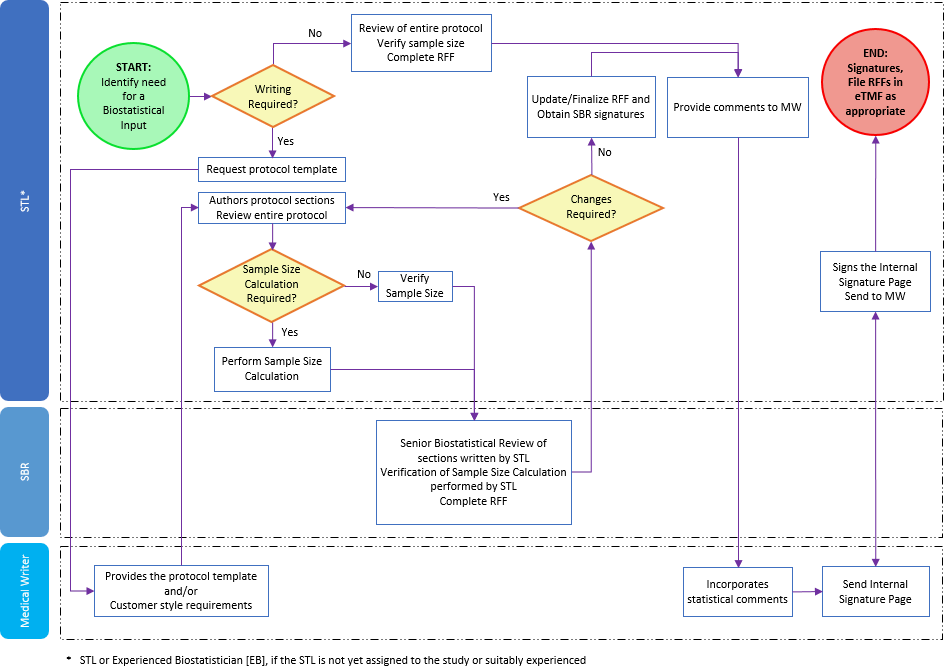 STL*
START:
Identify need
for a
Biostatistical
Input
Writing
Required?
No
Review of entire protocol
Verify sample size
Complete RFF
Yes
Request protocol template
Authors protocol sections
Review entire protocol
Sample Size
Calculation
Required?
No
Verify
Sample Size
Yes
Perform Sample Size
Calculation
Update/Finalize RFF and
Obtain SBR signatures
No
Yes
Changes
Required?
Provide comments to MW
END:
Signatures,
File RFFs in
eTMF as
appropriate
Signs the Internal
Signature Page
Send to MW
SBR
Senior Biostatistical Review of
sections written by STL
Verification of Sample Size Calculation
performed by STL
Complete RFF
Medical Writer
Provides the protocol template
and/or
Customer style requirements
Incorporates
statistical comments
Send Internal
Signature Page
* STL or Experienced Biostatistician [EB], if the STL is not yet assigned to the study or suitably experienced